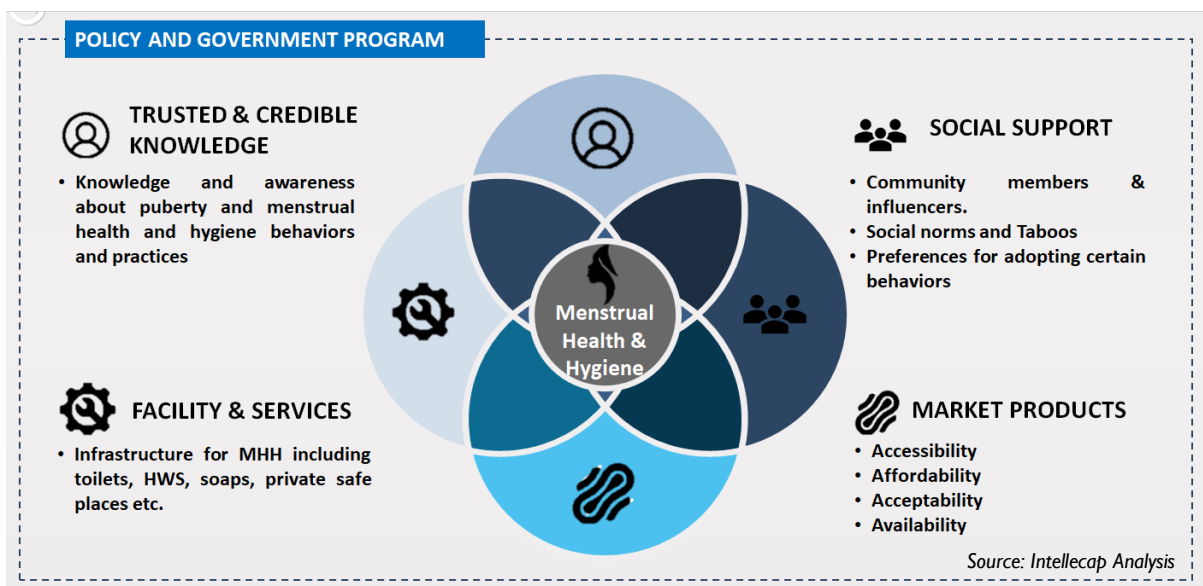 POLICY AND GOVERNMENT PROGRAM
TRUSTED & CREDIBLE
KNOWLEDGE
• Knowledge and awareness
about puberty and menstrual
health and hygiene behaviors
and practices
SOCIAL SUPPORT
• Community members &
influencers.
• Social norms and Taboos
• Preferences for adopting certain
behaviors
Menstrual
Health &
Hygiene
FACILITY & SERVICES
• Infrastructure for MHH including
toilets, HWS, soaps, private safe
places etc.
MARKET PRODUCTS
• Accessibility
• Affordability
• Acceptability
• Availability
Source: Intellecap Analysis